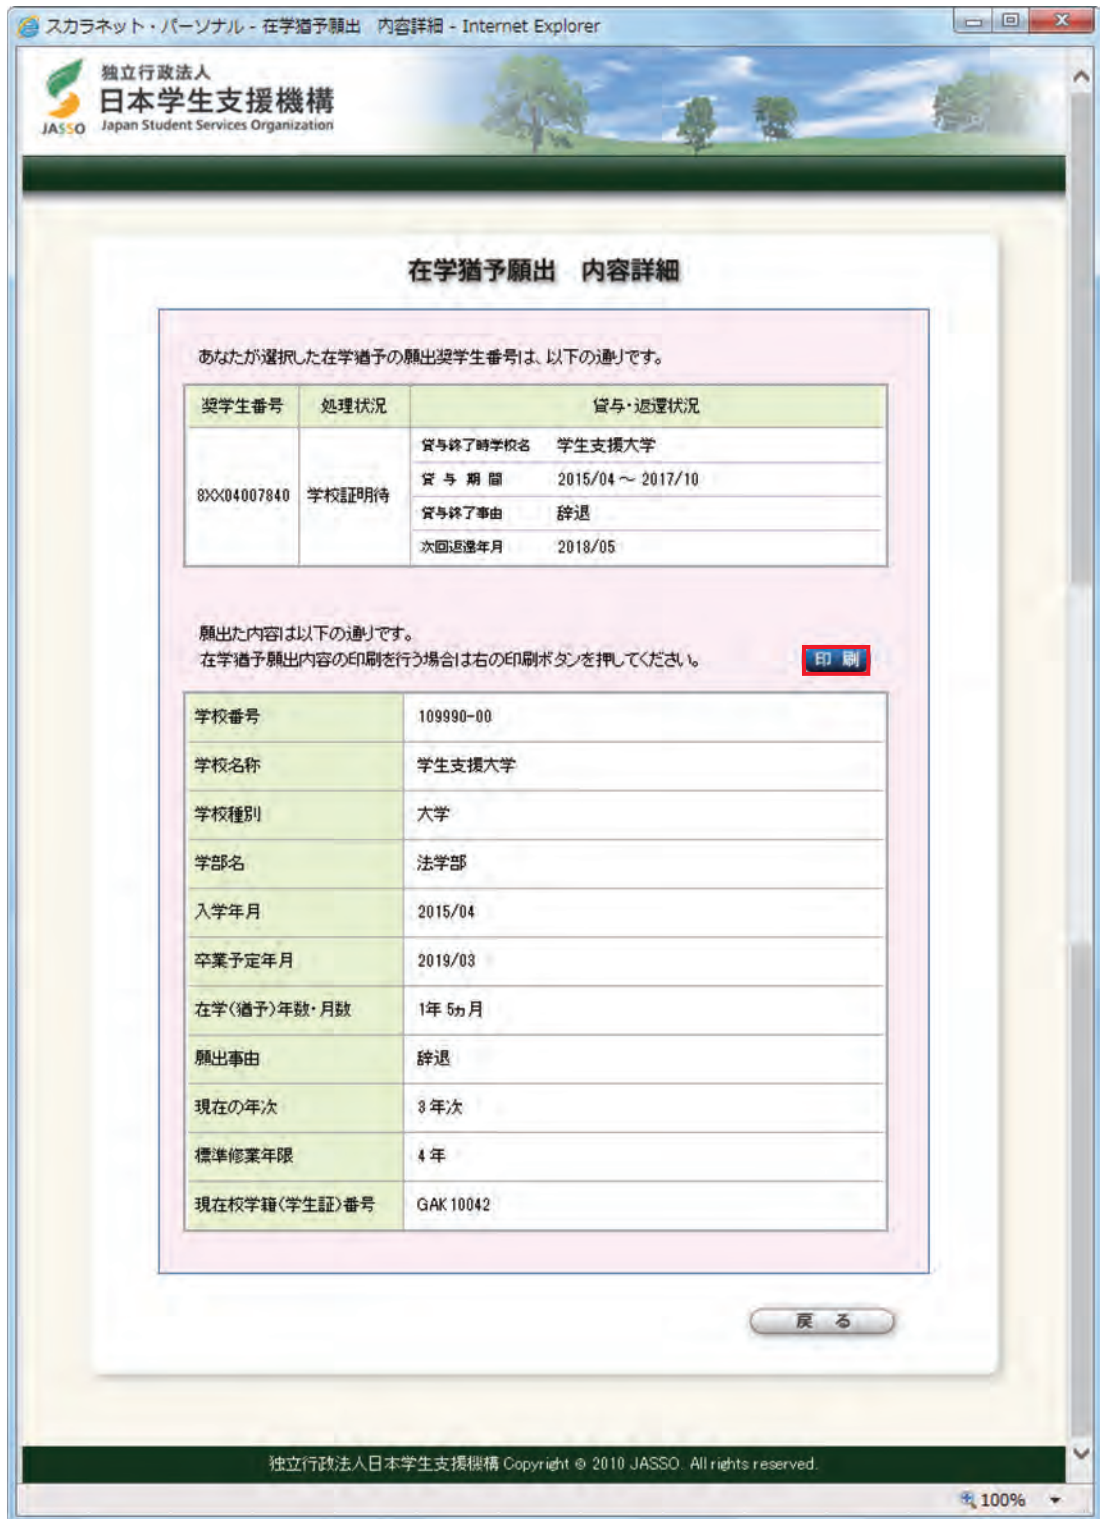 スカラネット・パーソナル - 在学猶予願出　内容詳細 - Internet Explorer
独立行政法人
日本学生支援機構
JASSO Japan Student Services Organization
在学猶予願出　内容詳細
あなたが選択した在学猶予の願出奨学生番号は、以下の通りです。
奨学生番号 処理状況 貸与・返還状況
8XX04007840 学校証明待
貸与終了時学校名 学生支援大学
貸与期間 2015/04～2017/10
貸与終了事由 辞退
次回返還年月 2018/05
願出た内容は以下の通りです。
在学猶予願出内容の印刷を行う場合は右の印刷ボタンを押してください。 印刷
学校番号 109990-00
学校名称 学生支援大学
学校種別 大学
学部名 法学部
入学年月 2015/04
卒業予定年月 2019/03
在学(猶予)年数・月数 1年 5ヵ月
願出事由 辞退
現在の年次 3年次
標準修業年限 4年
現在校学籍(学生証)番号 GAK10042
戻る
独立行政法人日本学生支援機構 Copyright © 2010 JASSO. All rights reserved.
100%